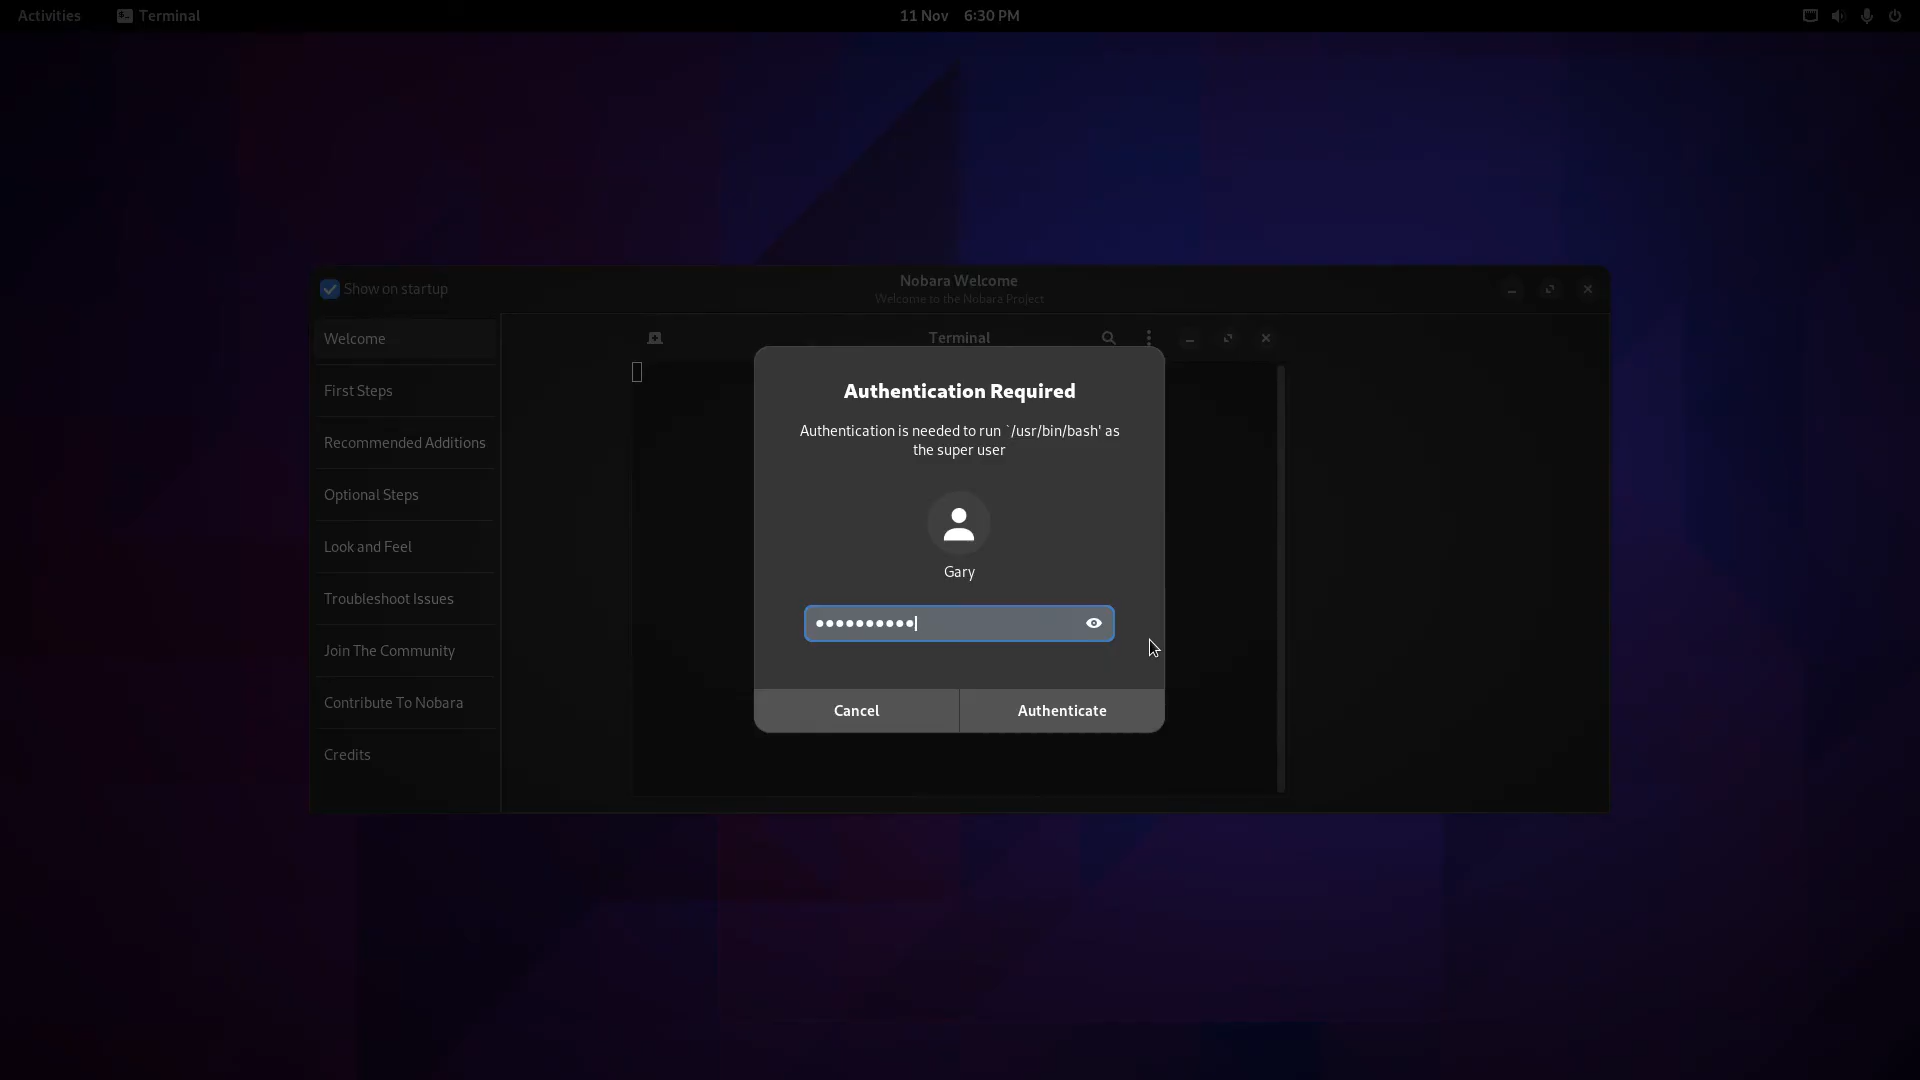 Activities
Terminal
11 Nov 6:30 PM
Show on startup
Nobara Welcome
Welcome to the Nobara Project
Welcome
First Steps
Recommended Additions
Optional Steps
Look and Feel
Troubleshoot Issues
Join The Community
Contribute To Nobara
Credits
Terminal
Authentication Required
Authentication is needed to run `/usr/bin/bash' as
the super user
Gary
Cancel
Authenticate